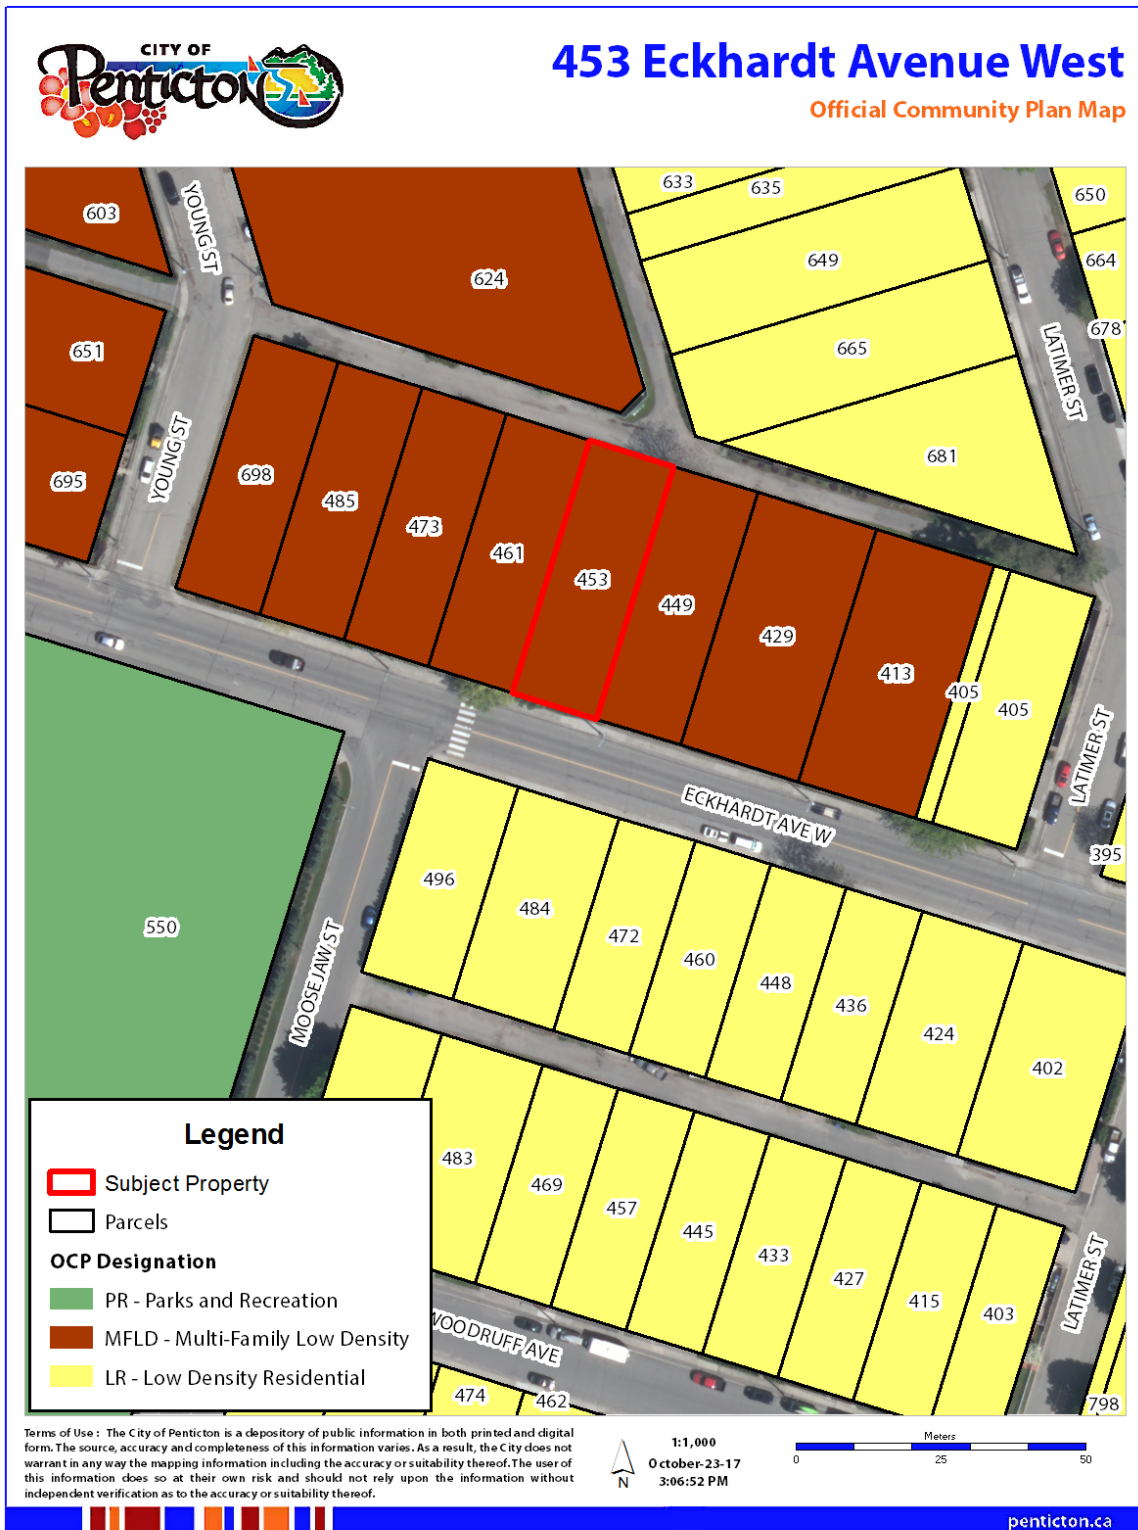 CITY OF
Penticton
453 Eckhardt Avenue West
Official Community Plan Map
633
635
650
603
YOUNG ST
649
664
624
678
651
665
LATIMER ST
YOUNG ST
681
695
698
485
473
461
453
449
429
413
405
405
LATIMER ST
ECKHARDT AVE W
395
496
484
472
460
448
436
424
402
550
MOOSE JAW ST
483
469
457
445
433
427
415
403
LATIMER ST
WOODRUFF AVE
474
462
798
Legend
Subject Property
Parcels
OCP Designation
PR - Parks and Recreation
MFLD - Multi-Family Low Density
LR - Low Density Residential
Terms of Use: The City of Penticton is a depository of public information in both printed and digital
form. The source, accuracy and completeness of this information varies. As a result, the City does not
warrant in any way the mapping information including the accuracy or suitability thereof. The user of
this information does so at their own risk and should not rely upon the information without
independent verification as to the accuracy or suitability thereof.
N
1:1,000
October-23-17
3:06:52 PM
Meters
0 25 50
penticton.ca